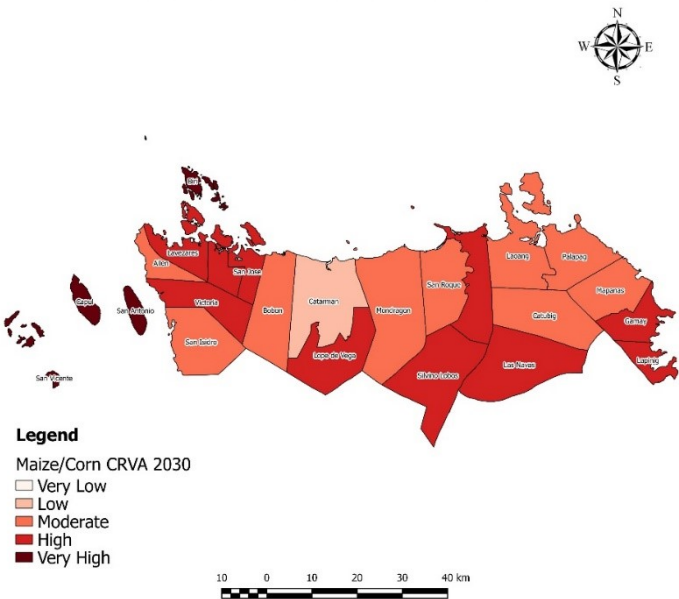 N
W E
S
Biri
Lavezares
Allen
San Jose
Capul
San Antonio
Victoria
Bobon
Catarman
Mondragon
San Roque
Laoang
Palapag
Mapanas
Catubig
Gamay
San Isidro
Lope de Vega
Silvino Lobos
Las Navas
Lapinig
San Vicente
Legend
Maize/Corn CRVA 2030
Very Low
Low
Moderate
High
Very High
10 0 10 20 30 40 km